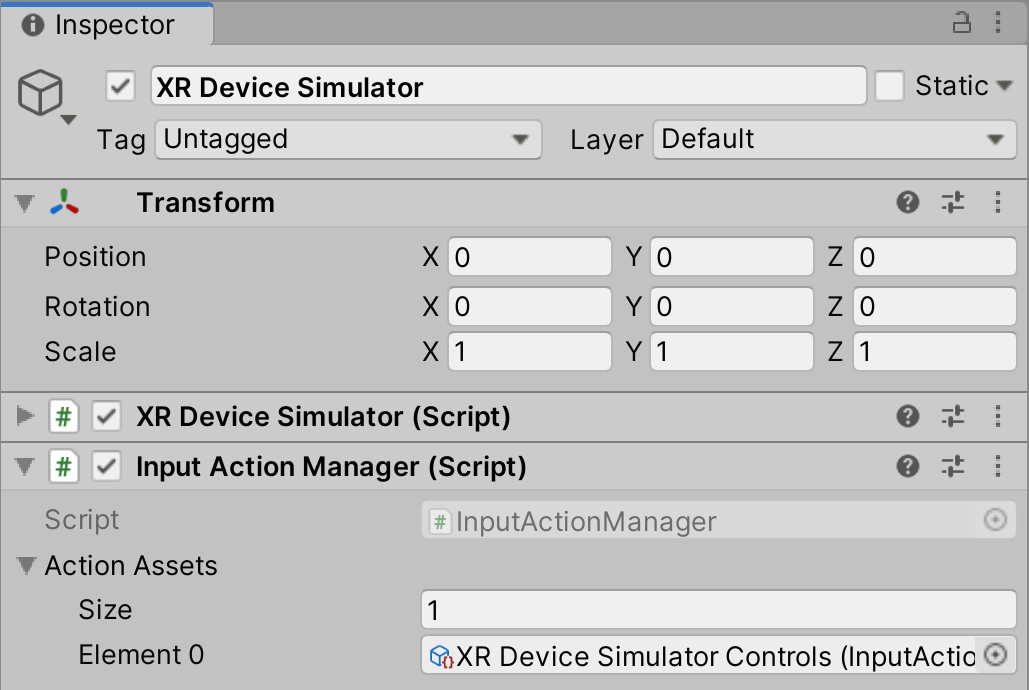 Inspector
XR Device Simulator Static
Tag Untagged Layer Default
Transform
Position X 0 Y 0 Z 0
Rotation X 0 Y 0 Z 0
Scale X 1 Y 1 Z 1
# XR Device Simulator (Script)
# Input Action Manager (Script)
Script # InputActionManager
Action Assets
Size 1
Element 0 XR Device Simulator Controls (InputActio